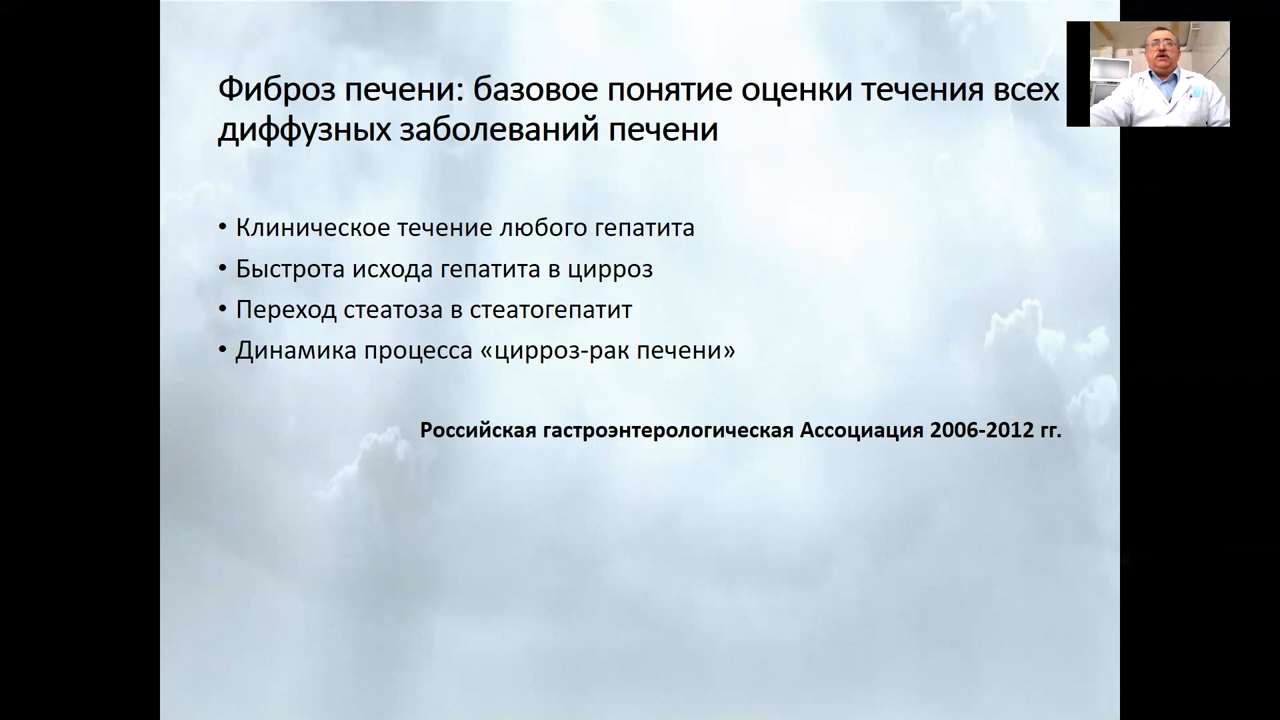 Фиброз печени: базовое понятие оценки течения всех
диффузных заболеваний печени
• Клиническое течение любого гепатита
• Быстрота исхода гепатита в цирроз
• Переход стеатоза в стеатогепатит
• Динамика процесса «цирроз-рак печени»
Российская гастроэнтерологическая Ассоциация 2006-2012 гг.